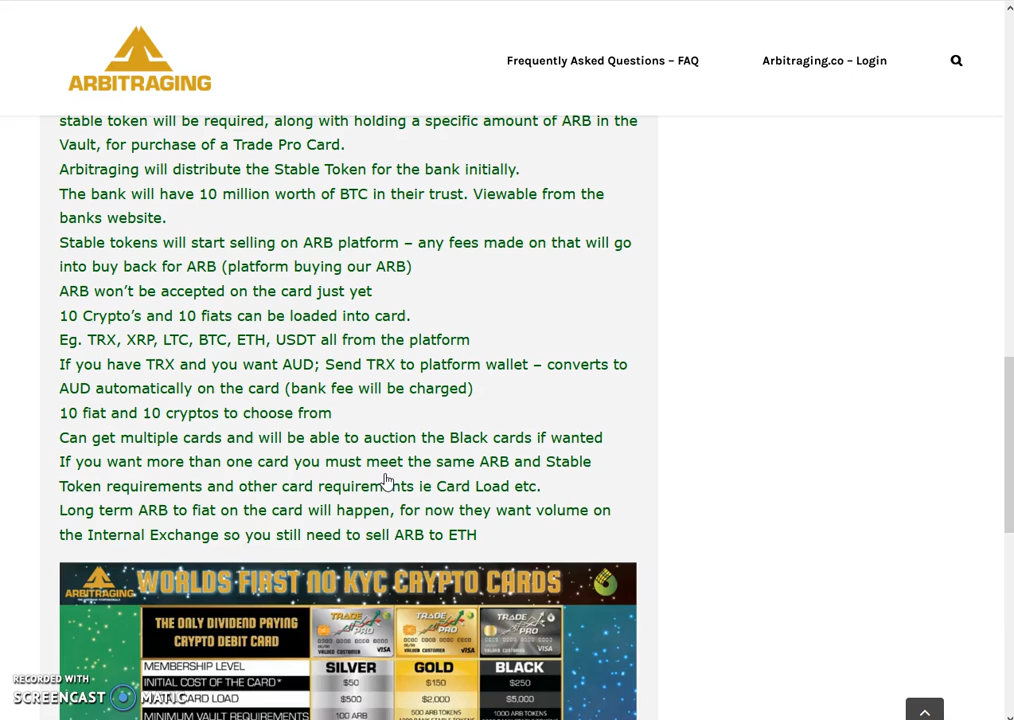 ARBITRAGING
Frequently Asked Questions – FAQ
Arbitraging.co – Login
stable token will be required, along with holding a specific amount of ARB in the
Vault, for purchase of a Trade Pro Card.
Arbitraging will distribute the Stable Token for the bank initially.
The bank will have 10 million worth of BTC in their trust. Viewable from the
banks website.
Stable tokens will start selling on ARB platform – any fees made on that will go
into buy back for ARB (platform buying our ARB)
ARB won’t be accepted on the card just yet
10 Crypto’s and 10 fiats can be loaded into card.
Eg. TRX, XRP, LTC, BTC, ETH, USDT all from the platform
If you have TRX and you want AUD; Send TRX to platform wallet – converts to
AUD automatically on the card (bank fee will be charged)
10 fiat and 10 cryptos to choose from
Can get multiple cards and will be able to auction the Black cards if wanted
If you want more than one card you must meet the same ARB and Stable
Token requirements and other card requirements ie Card Load etc.
Long term ARB to fiat on the card will happen, for now they want volume on
the Internal Exchange so you still need to sell ARB to ETH
ARBITRAGING
WORLDS FIRST NO KYC CRYPTO CARDS
THE ONLY DIVIDEND PAYING
CRYPTO DEBIT CARD
TRADE PRO VISA
TRADE PRO VISA
TRADE PRO VISA
MEMBERSHIP LEVEL SILVER GOLD BLACK
INITIAL COST OF THE CARD* $50 $150 $250
CARD LOAD $500 $2,000 $5,000
MINIMUM VAULT REQUIREMENTS 100 ARB 500 ARB TOKENS 1000 ARB TOKENS
RECORDED WITH
SCREENCAST MATIC